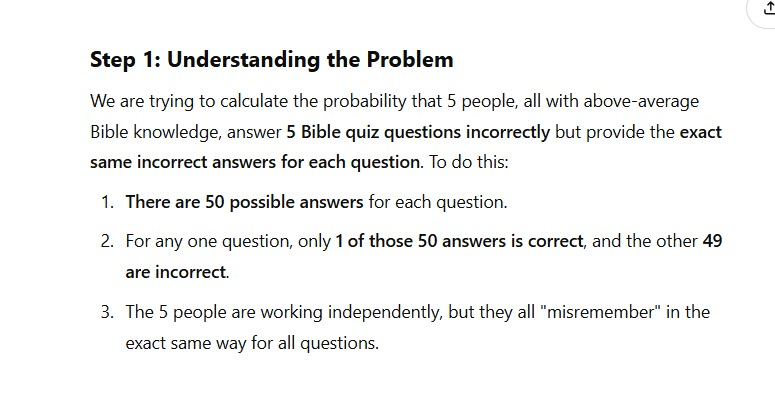 Step 1: Understanding the Problem
We are trying to calculate the probability that 5 people, all with above-average
Bible knowledge, answer 5 Bible quiz questions incorrectly but provide the exact
same incorrect answers for each question. To do this:
1. There are 50 possible answers for each question.
2. For any one question, only 1 of those 50 answers is correct, and the other 49
are incorrect.
3. The 5 people are working independently, but they all "misremember" in the
exact same way for all questions.